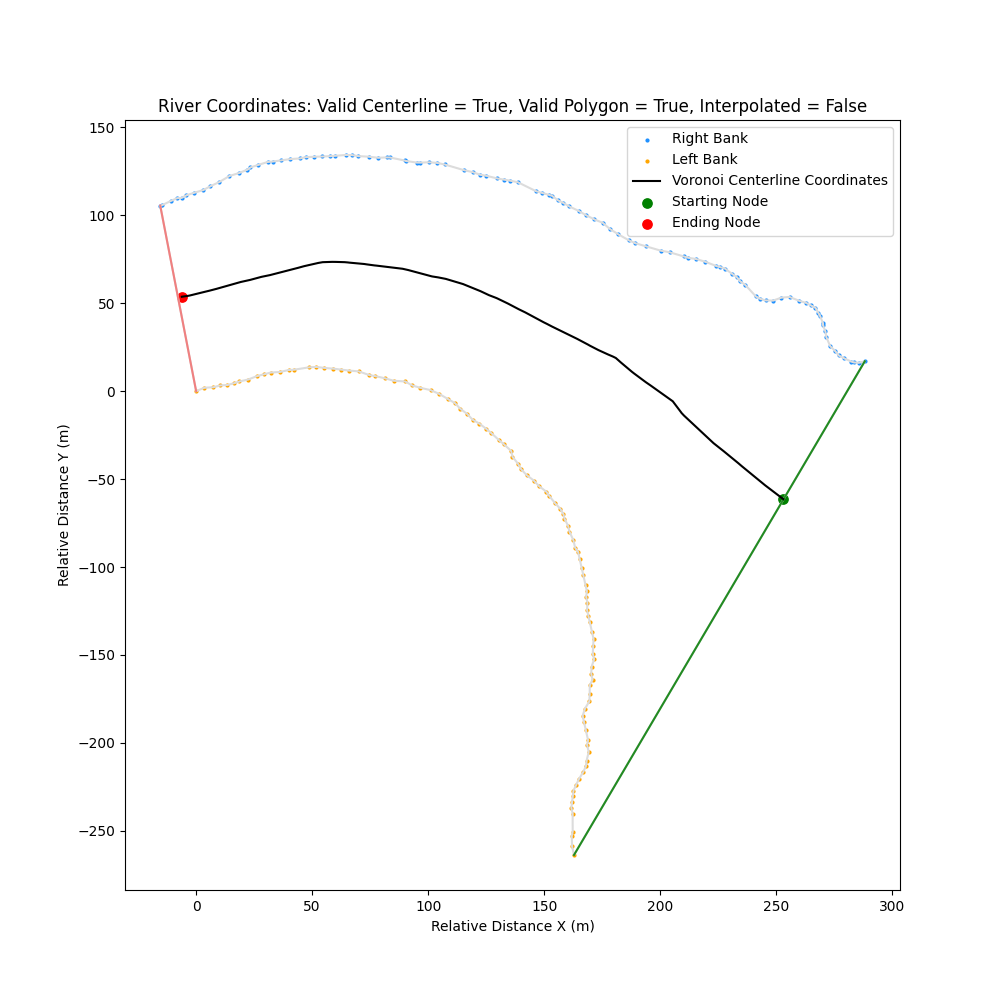 River Coordinates: Valid Centerline = True, Valid Polygon = True, Interpolated = False
Right Bank
Left Bank
Voronoi Centerline Coordinates
Starting Node
Ending Node
150
100
50
0
−50
−100
−150
−200
−250
Relative Distance Y (m)
0
50
100
150
200
250
300
Relative Distance X (m)